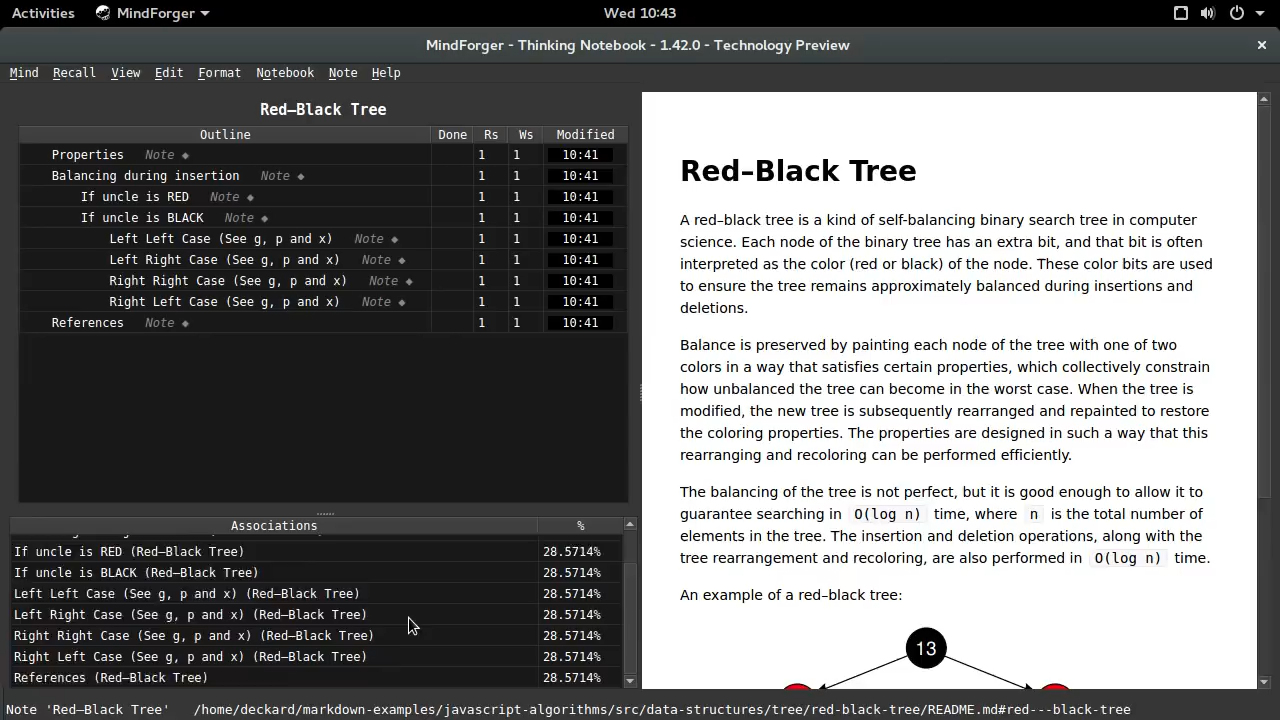 Activities MindForger Wed 10:43
MindForger - Thinking Notebook - 1.42.0 - Technology Preview
Mind Recall View Edit Format Notebook Note Help
Red–Black Tree
Outline Done Rs Ws Modified
Properties Note 1 1 10:41
Balancing during insertion Note 1 1 10:41
If uncle is RED Note 1 1 10:41
If uncle is BLACK Note 1 1 10:41
Left Left Case (See g, p and x) Note 1 1 10:41
Left Right Case (See g, p and x) Note 1 1 10:41
Right Right Case (See g, p and x) Note 1 1 10:41
Right Left Case (See g, p and x) Note 1 1 10:41
References Note 1 1 10:41
Associations %
If uncle is RED (Red–Black Tree) 28.5714%
If uncle is BLACK (Red–Black Tree) 28.5714%
Left Left Case (See g, p and x) (Red–Black Tree) 28.5714%
Left Right Case (See g, p and x) (Red–Black Tree) 28.5714%
Right Right Case (See g, p and x) (Red–Black Tree) 28.5714%
Right Left Case (See g, p and x) (Red–Black Tree) 28.5714%
References (Red–Black Tree) 28.5714%
Red–Black Tree
A red–black tree is a kind of self-balancing binary search tree in computer
science. Each node of the binary tree has an extra bit, and that bit is often
interpreted as the color (red or black) of the node. These color bits are used
to ensure the tree remains approximately balanced during insertions and
deletions.
Balance is preserved by painting each node of the tree with one of two
colors in a way that satisfies certain properties, which collectively constrain
how unbalanced the tree can become in the worst case. When the tree is
modified, the new tree is subsequently rearranged and repainted to restore
the coloring properties. The properties are designed in such a way that this
rearranging and recoloring can be performed efficiently.
The balancing of the tree is not perfect, but it is good enough to allow it to
guarantee searching in O(log n) time, where n is the total number of
elements in the tree. The insertion and deletion operations, along with the
tree rearrangement and recoloring, are also performed in O(log n) time.
An example of a red–black tree:
13
Note 'Red–Black Tree' /home/deckard/markdown-examples/javascript-algorithms/src/data-structures/tree/red-black-tree/README.md#red---black-tree